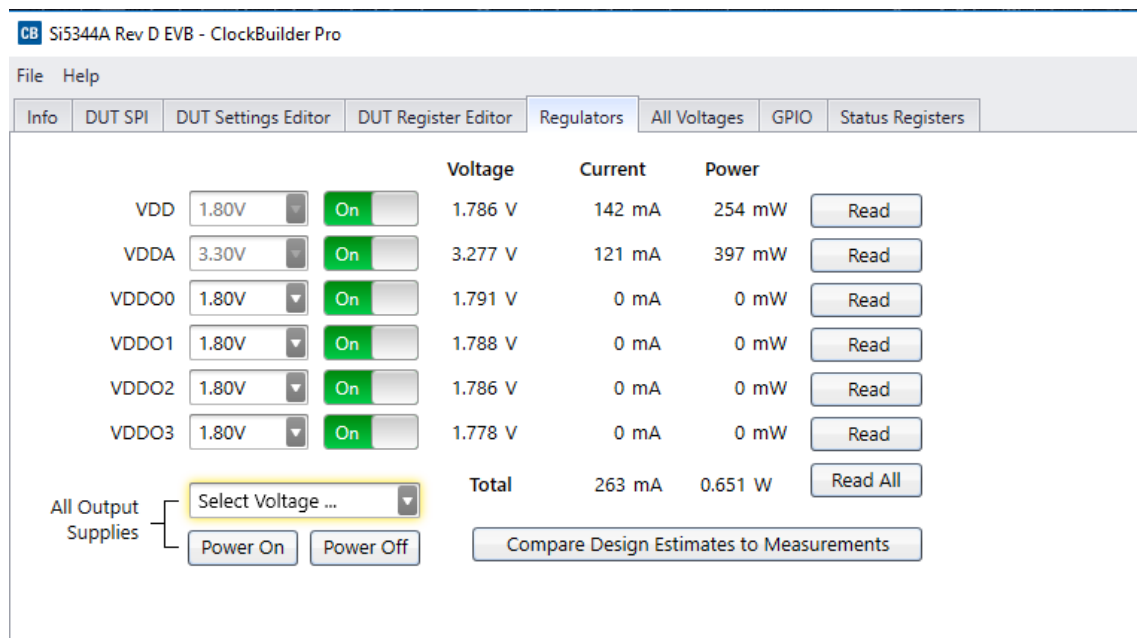 CB Si5344A Rev D EVB - ClockBuilder Pro
File Help
Info DUT SPI DUT Settings Editor DUT Register Editor Regulators All Voltages GPIO Status Registers
Voltage Current Power
VDD 1.80V On 1.786 V 142 mA 254 mW Read
VDDA 3.30V On 3.277 V 121 mA 397 mW Read
VDDO0 1.80V On 1.791 V 0 mA 0 mW Read
VDDO1 1.80V On 1.788 V 0 mA 0 mW Read
VDDO2 1.80V On 1.786 V 0 mA 0 mW Read
VDDO3 1.80V On 1.778 V 0 mA 0 mW Read
Total 263 mA 0.651 W Read All
All Output Supplies
Select Voltage ...
Power On Power Off Compare Design Estimates to Measurements